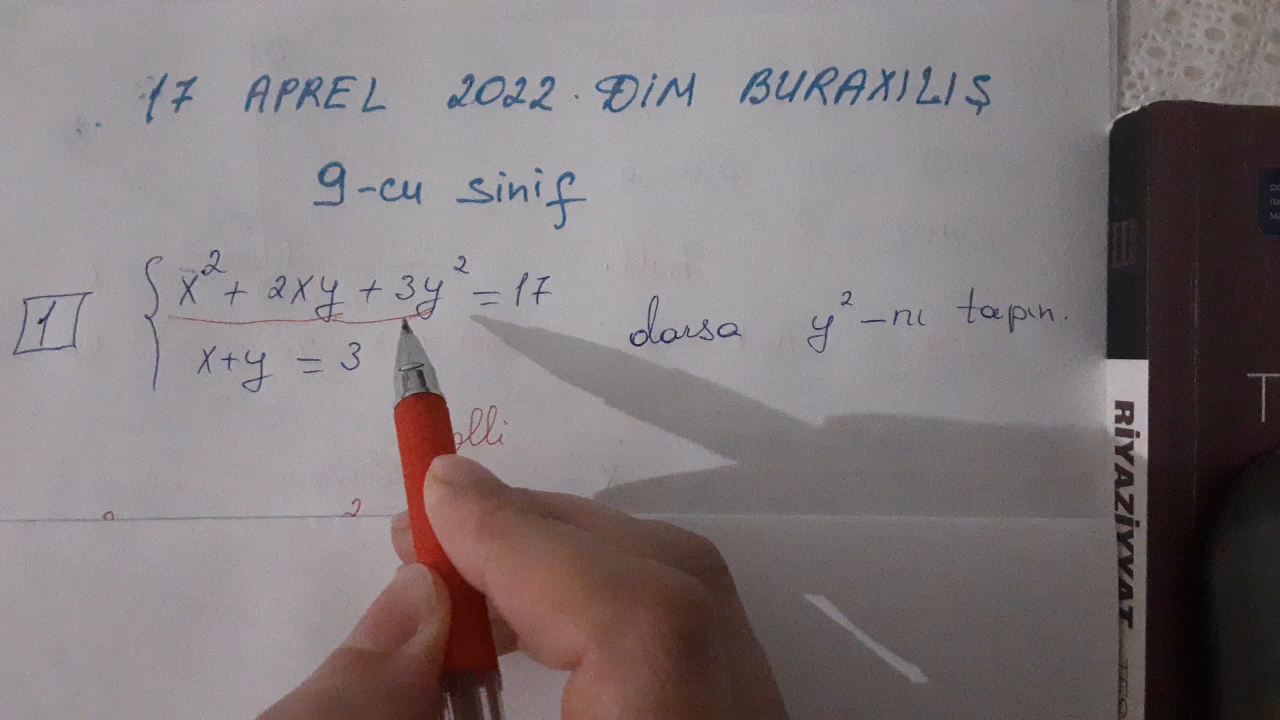 17 APREL 2022 DİM BURAXILIŞ
9-cu sinif
1
x² + 2xy + 3y² = 17
x+y = 3
y² -nı tapın.
2
RİYAZİYYAT